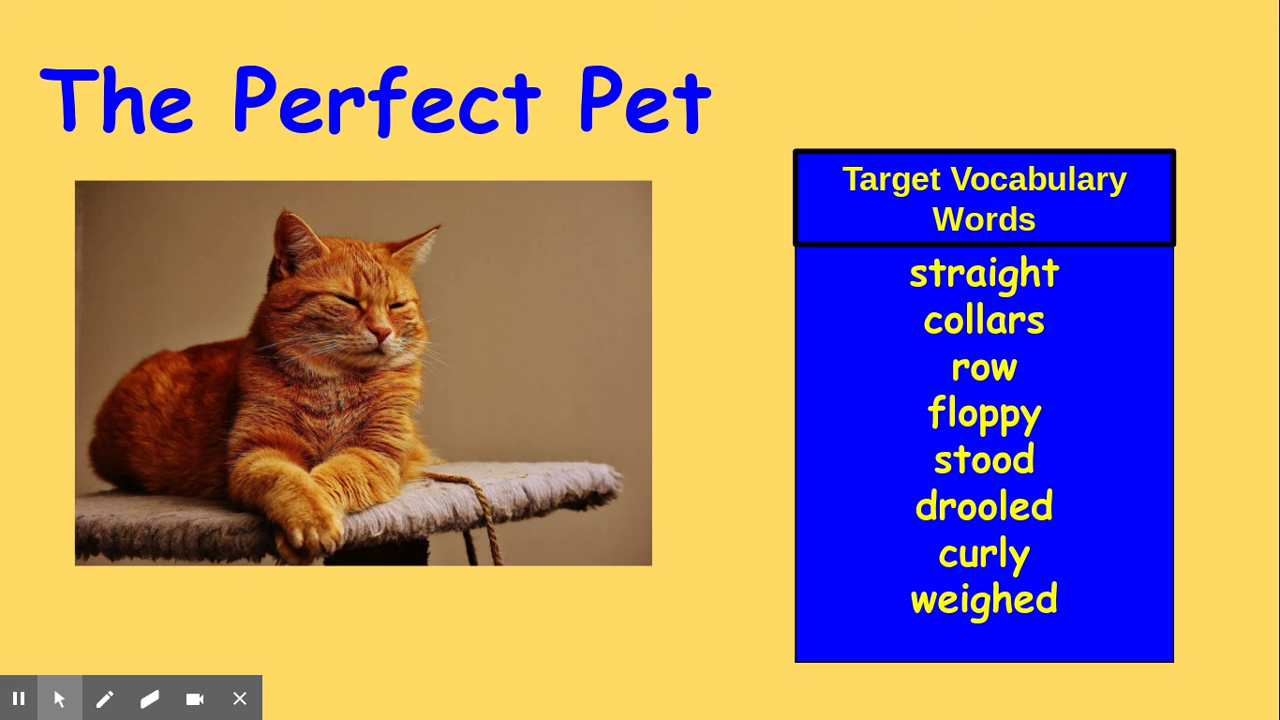 The Perfect Pet
Target Vocabulary
Words
straight
collars
row
floppy
stood
drooled
curly
weighed